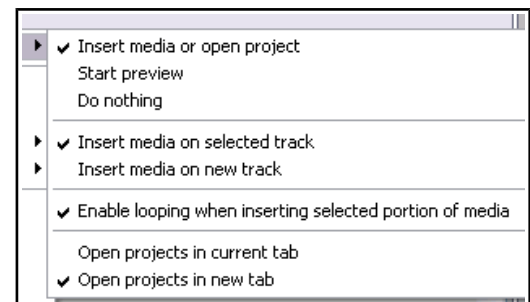 Insert media or open project
Start preview
Do nothing
Insert media on selected track
Insert media on new track
Enable looping when inserting selected portion of media
Open projects in current tab
Open projects in new tab